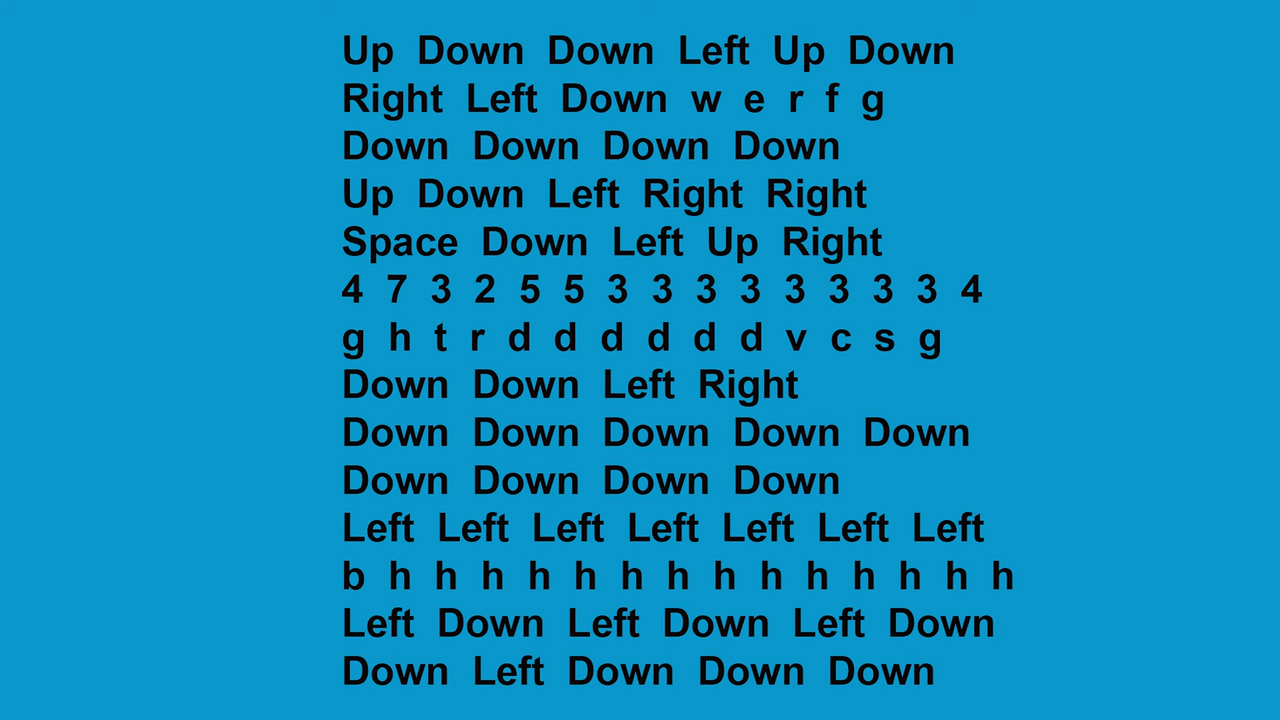 Up Down Down Left Up Down
Right Left Down w e r f g
Down Down Down Down
Up Down Left Right Right
Space Down Left Up Right
4 7 3 2 5 5 3 3 3 3 3 3 3 3 4
g h t r d d d d d d v c s g
Down Down Left Right
Down Down Down Down Down
Down Down Down Down
Left Left Left Left Left Left Left
b h h h h h h h h h h h h h h
Left Down Left Down Left Down
Down Left Down Down Down